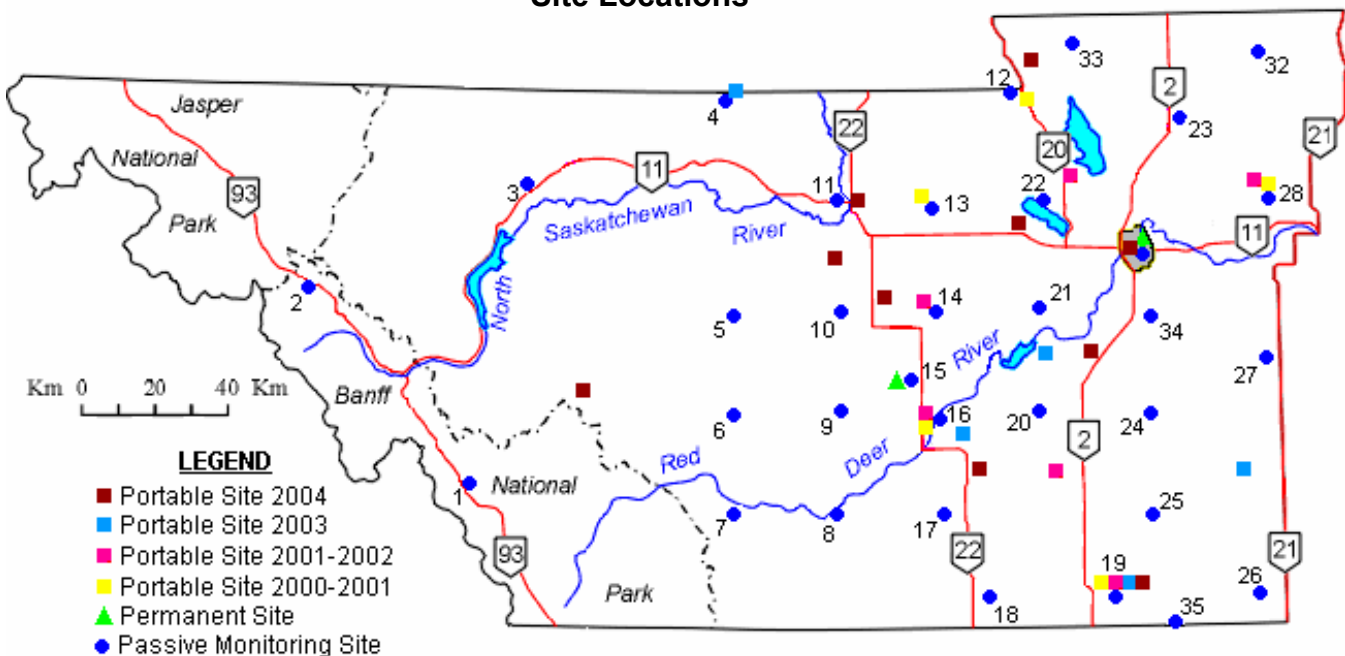 Site Locations
33
32
12
2
4
Jasper
22
23
21
National
20
11
3
93
11
22
28
13
Park
Saskatchewan
River
11
2
North
14
21
5
10
34
River
15
27
Km 0 20 40 Km
Banff
16
6
9
20
24
2
LEGEND
Red
Deer
Portable Site 2004
1
National
Portable Site 2003
25
7
8
17
Portable Site 2001-2002
93
22
21
Portable Site 2000-2001
19
26
Park
Permanent Site
18
35
Passive Monitoring Site